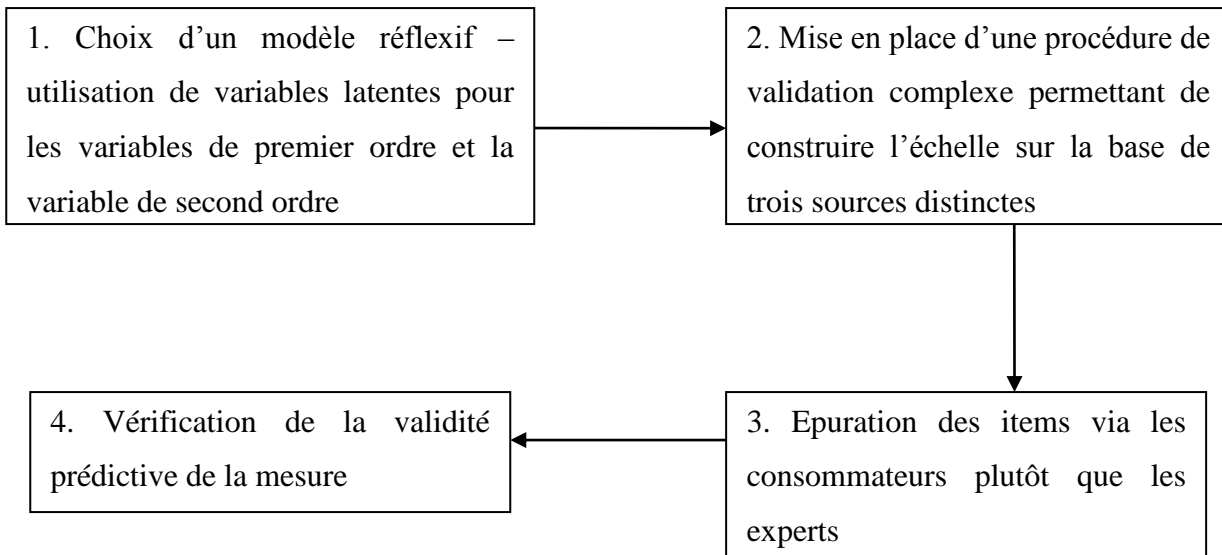 1. Choix d’un modèle réflexif –
utilisation de variables latentes pour
les variables de premier ordre et la
variable de second ordre
2. Mise en place d’une procédure de
validation complexe permettant de
construire l’échelle sur la base de
trois sources distinctes
3. Epuration des items via les
consommateurs plutôt que les
experts
4. Vérification de la validité
prédictive de la mesure